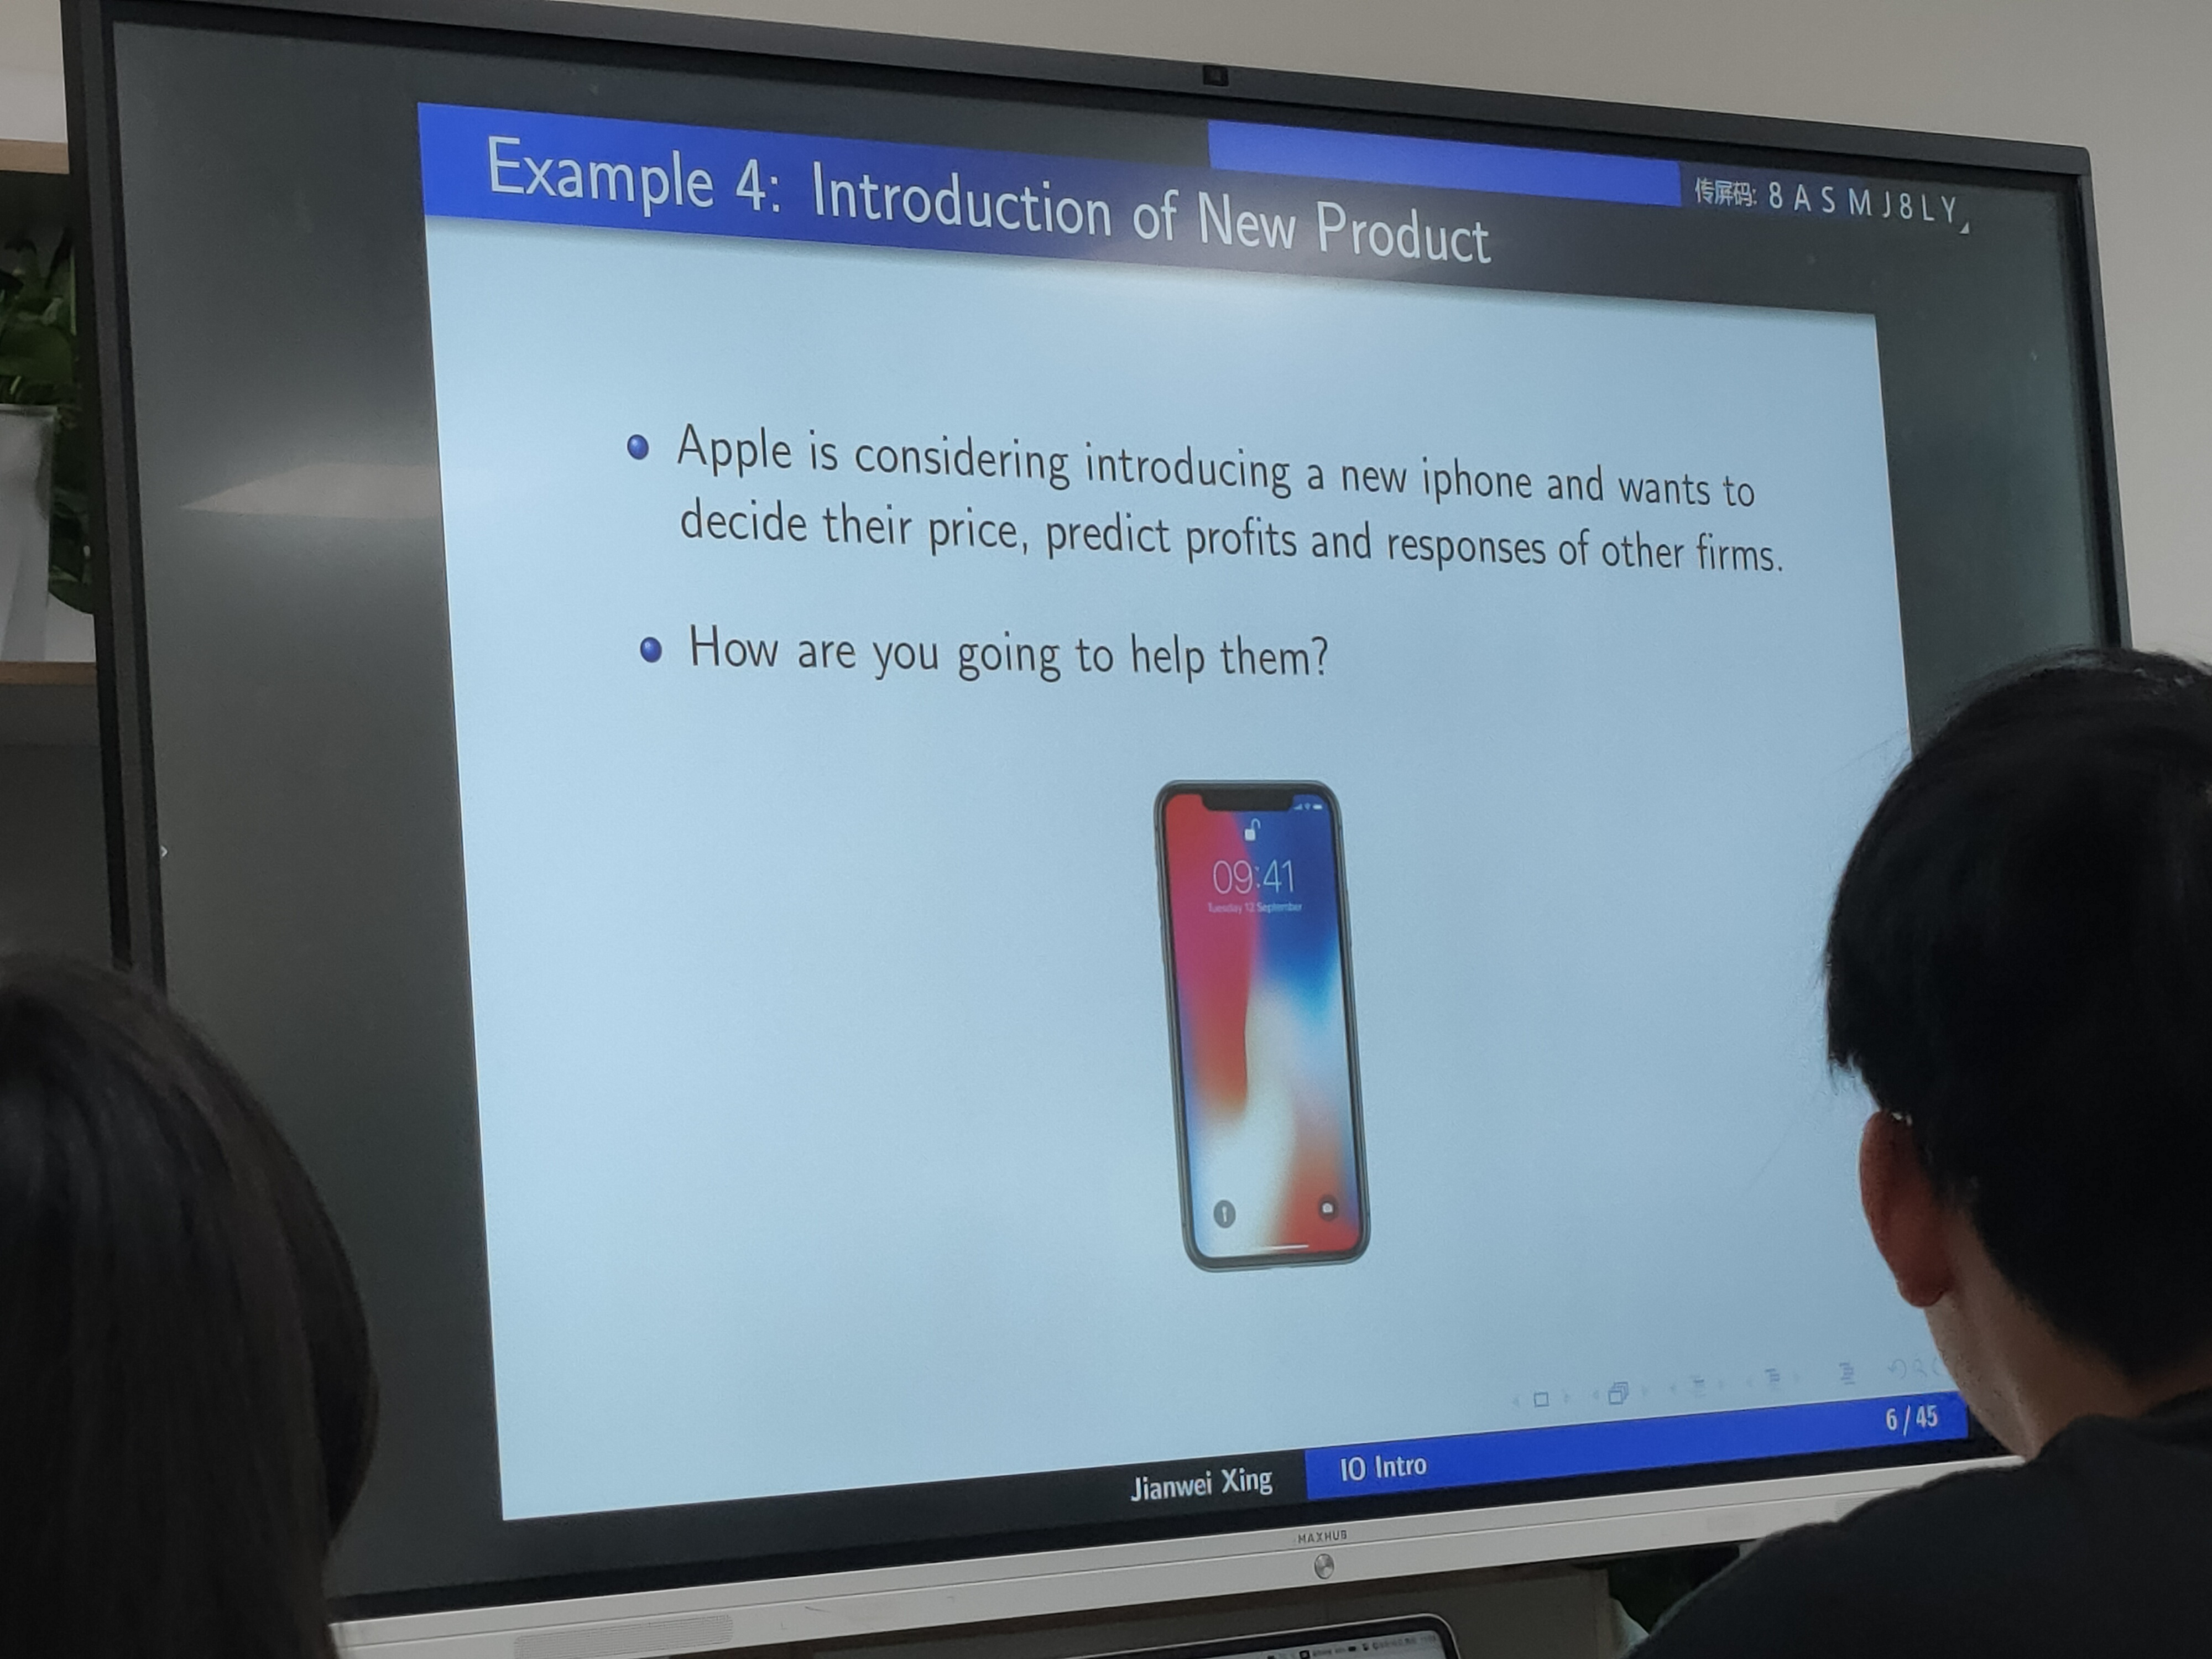 传屏码: 8ASMJ8LY
Example 4: Introduction of New Product
Apple is considering introducing a new iphone and wants to
decide their price, predict profits and responses of other firms.
How are you going to help them?
09:41
Tuesday 12 September
6/45
Jianwei Xing
IO Intro
MAXHUB